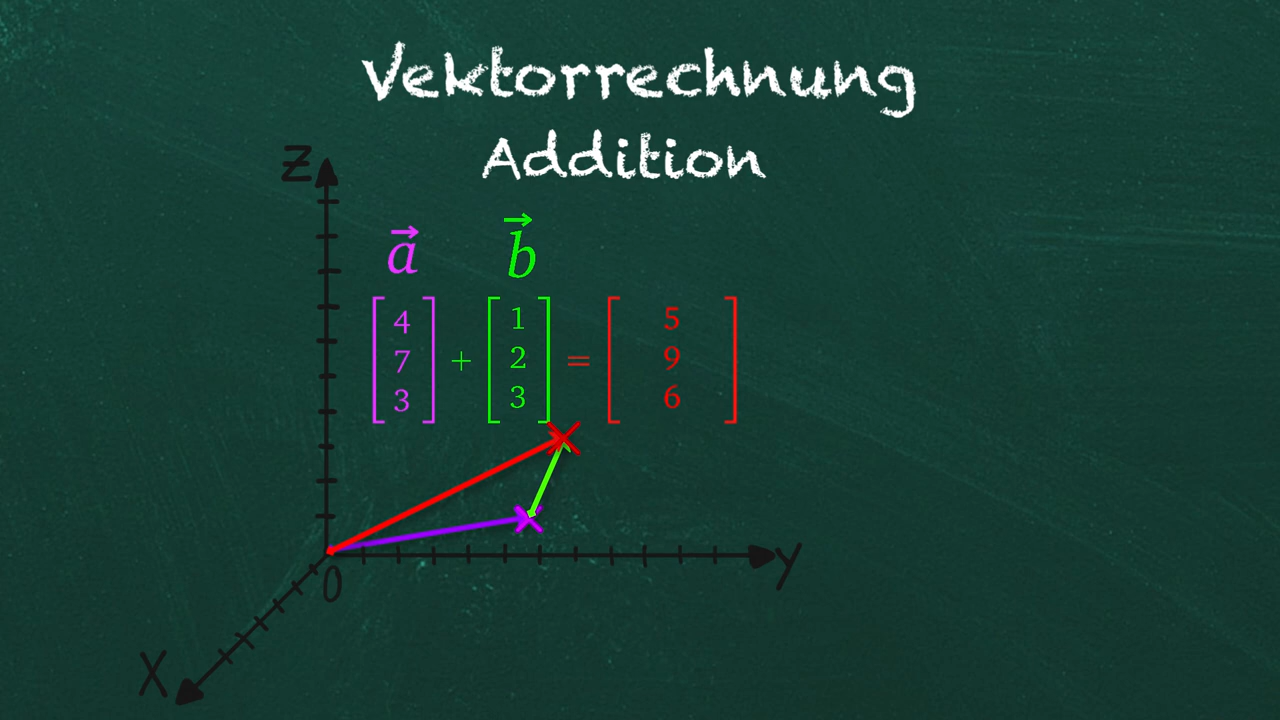 Vektorrechnung
Addition
Z
a⃗ b⃗
[4 7 3] + [1 2 3] = [5 9 6]
0
y
X